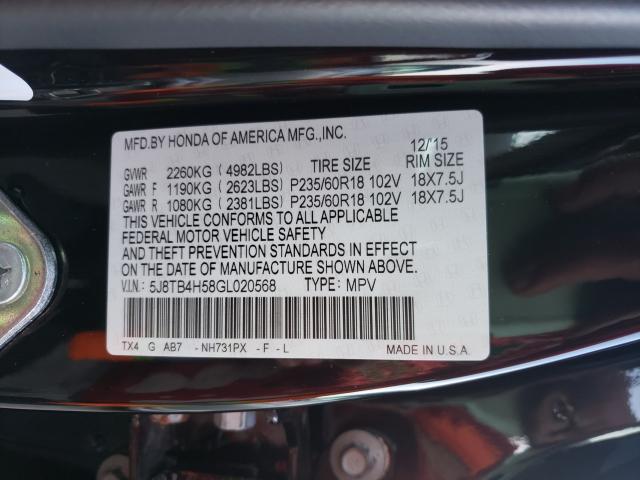 MFD.BY HONDA OF AMERICA MFG.,INC. 12/15
GVWR 2260KG (4982LBS) TIRE SIZE RIM SIZE
GAWR F 1190KG (2623LBS) P235/60R18 102V 18X7.5J
GAWR R 1080KG (2381LBS) P235/60R18 102V 18X7.5J
THIS VEHICLE CONFORMS TO ALL APPLICABLE
FEDERAL MOTOR VEHICLE SAFETY
AND THEFT PREVENTION STANDARDS IN EFFECT
ON THE DATE OF MANUFACTURE SHOWN ABOVE.
V.I.N.: 5J8TB4H58GL020568 TYPE: MPV
TX4 G AB7 - NH731PX - F - L MADE IN U.S.A.